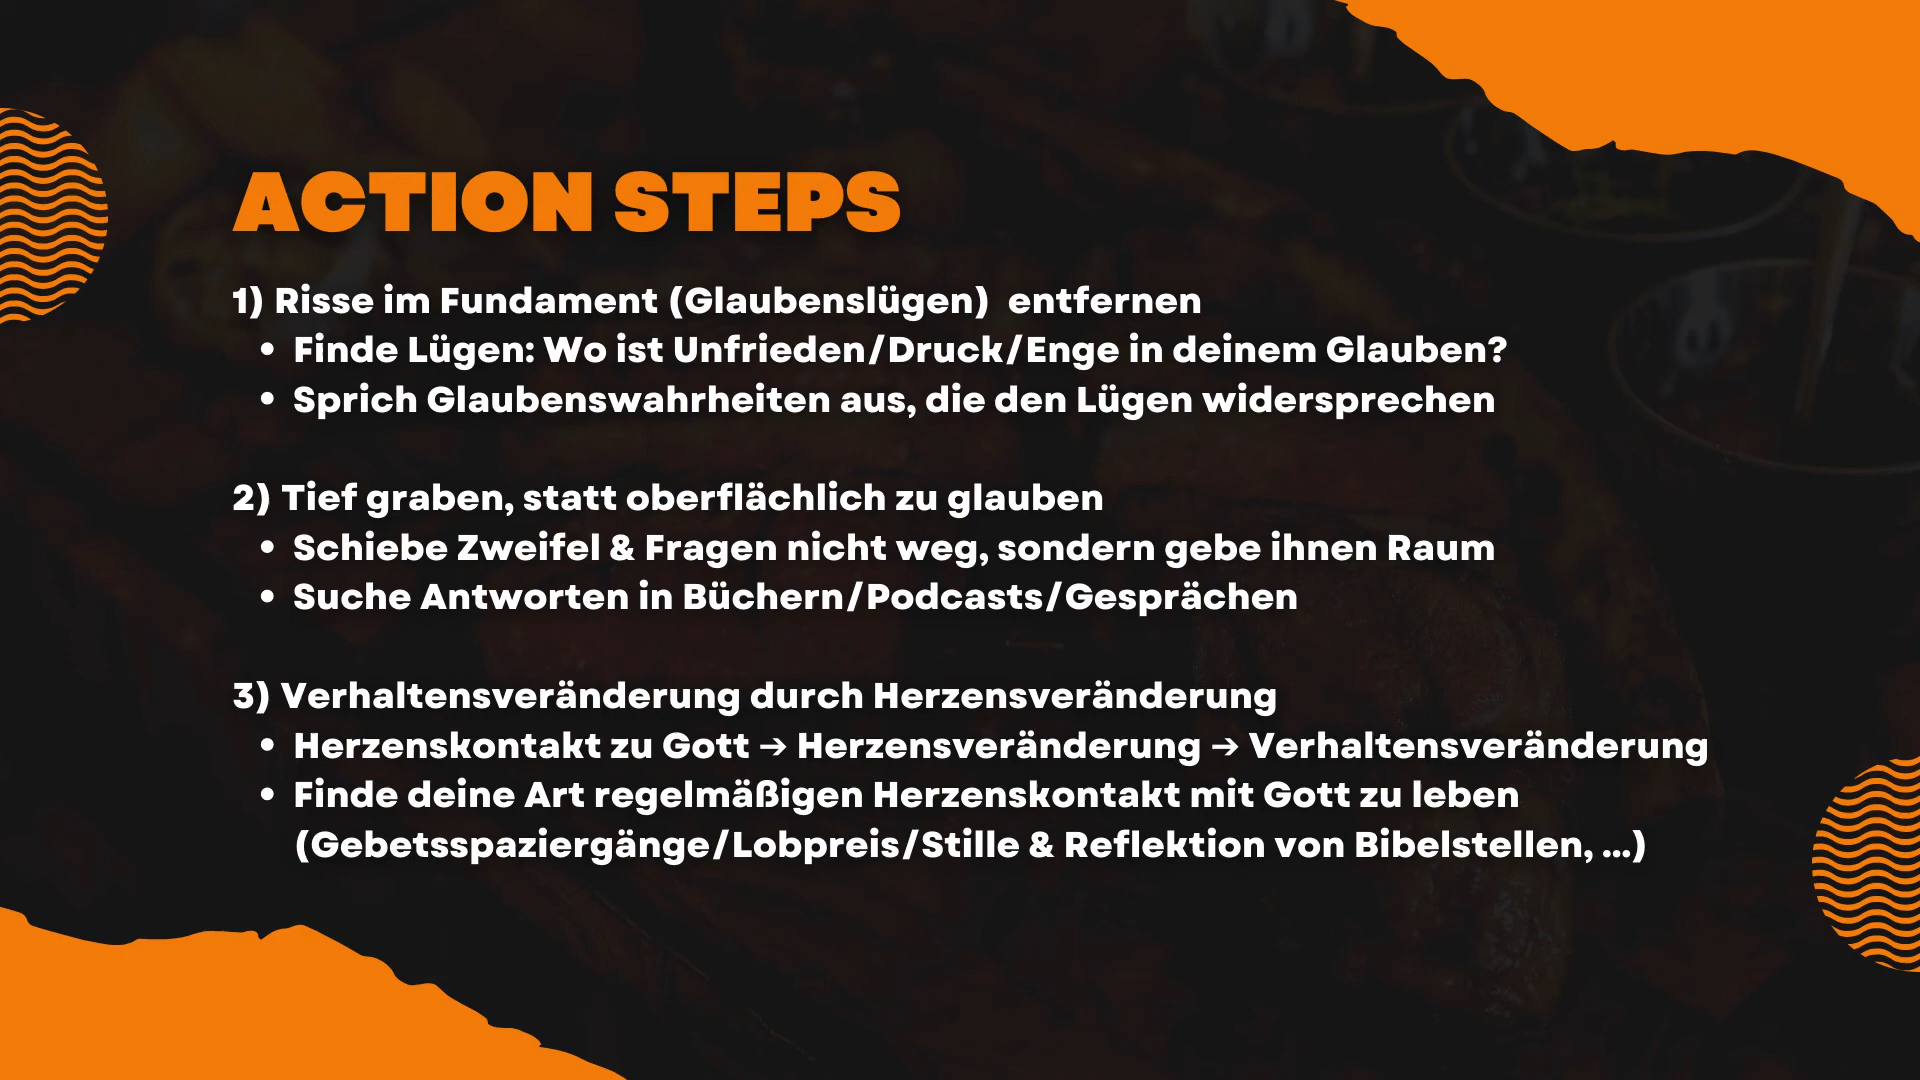 ACTION STEPS
1) Risse im Fundament (Glaubenslügen)  entfernen
• Finde Lügen: Wo ist Unfrieden/Druck/Enge in deinem Glauben?
• Sprich Glaubenswahrheiten aus, die den Lügen widersprechen
2) Tief graben, statt oberflächlich zu glauben
• Schiebe Zweifel & Fragen nicht weg, sondern gebe ihnen Raum
• Suche Antworten in Büchern/Podcasts/Gesprächen
3) Verhaltensveränderung durch Herzensveränderung
• Herzenskontakt zu Gott → Herzensveränderung → Verhaltensveränderung
• Finde deine Art regelmäßigen Herzenskontakt mit Gott zu leben
(Gebetsspaziergänge/Lobpreis/Stille & Reflektion von Bibelstellen, ...)